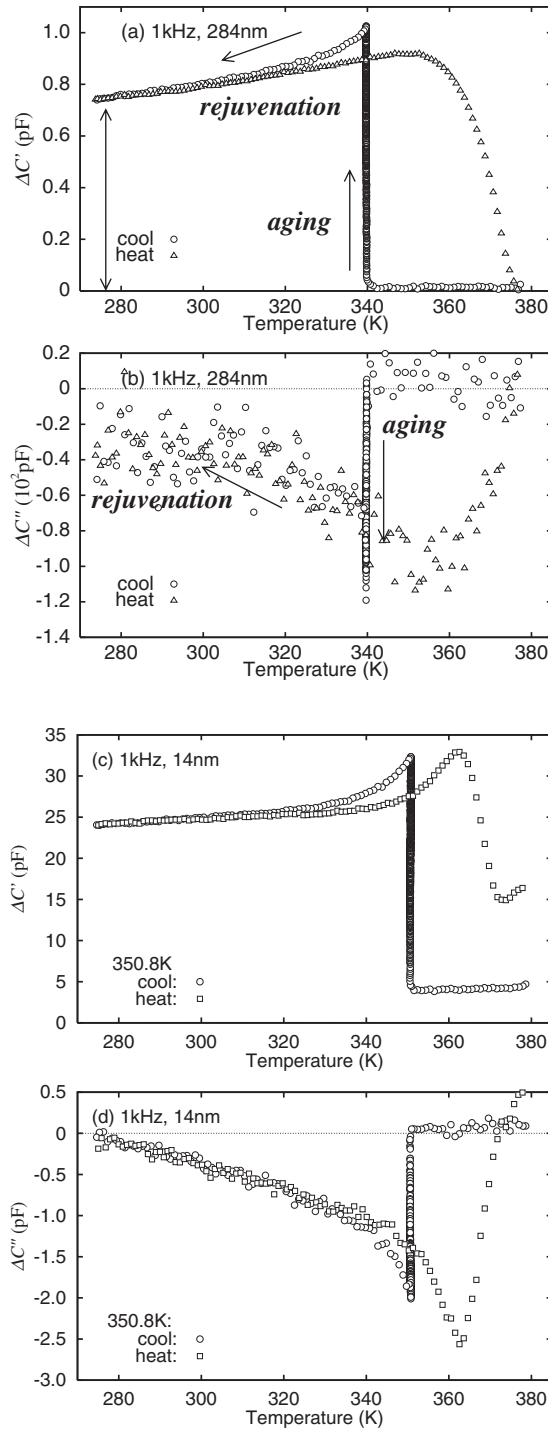 (a) 1kHz, 284nm
rejuvenation
aging
cool
heat
ΔC' (pF)
1.0
0.8
0.6
0.4
0.2
0
280 300 320 340 360 380
Temperature (K)
(b) 1kHz, 284nm
aging
rejuvenation
cool
heat
ΔC'' (10²pF)
0.2
0
-0.2
-0.4
-0.6
-0.8
-1.0
-1.2
-1.4
280 300 320 340 360 380
(c) 1kHz, 14nm
350.8K
cool:
heat:
ΔC' (pF)
35
30
25
20
15
10
5
0
280 300 320 340 360 380
Temperature (K)
(d) 1kHz, 14nm
350.8K:
cool:
heat:
ΔC'' (pF)
0.5
0
-0.5
-1.0
-1.5
-2.0
-2.5
-3.0
280 300 320 340 360 380
Temperature (K)